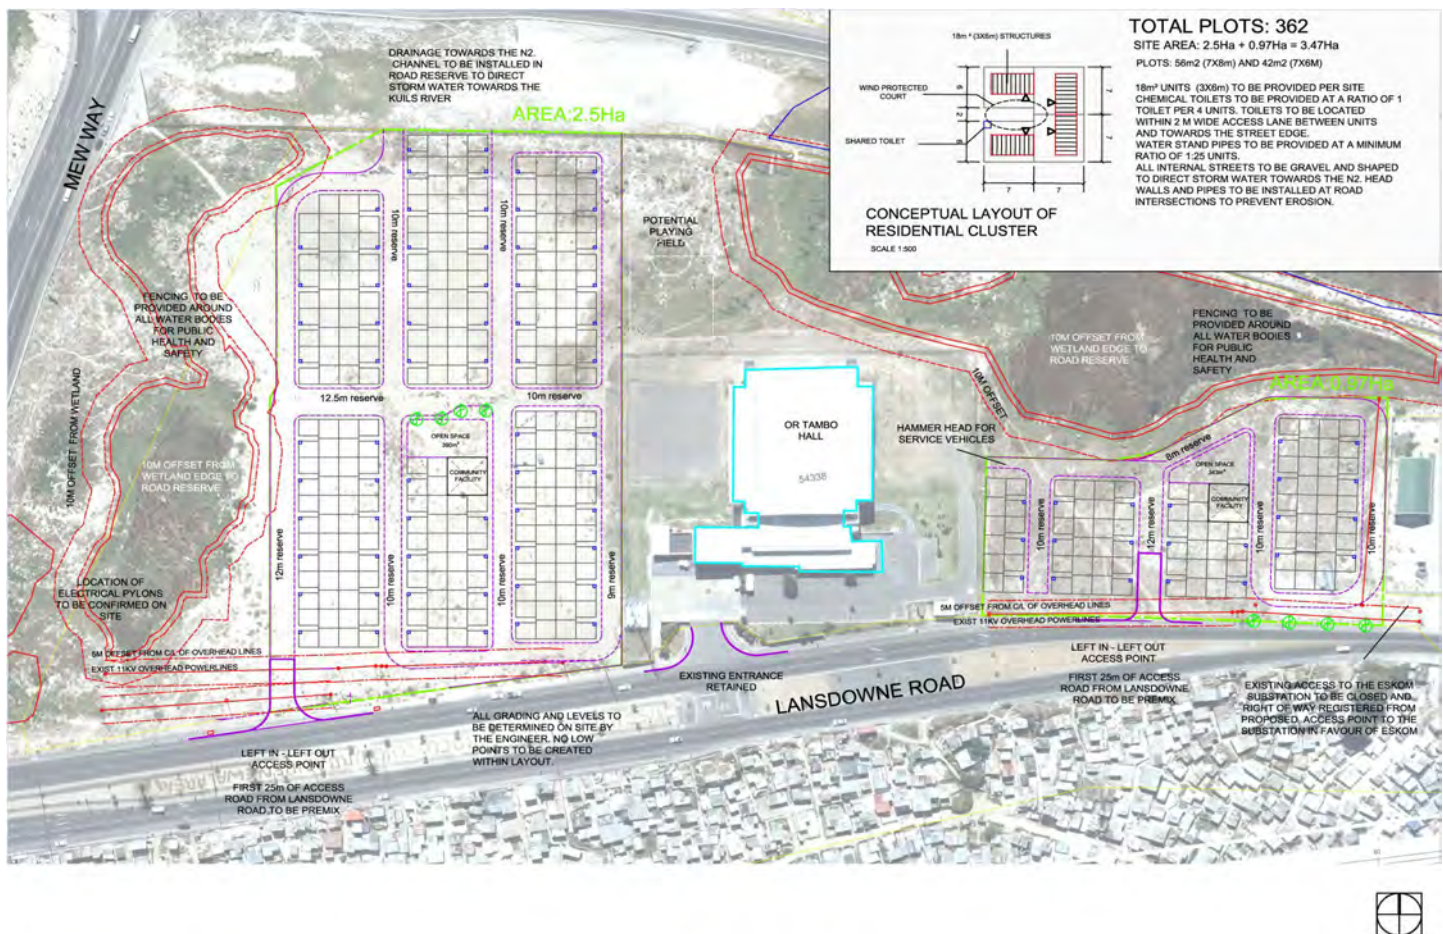 TOTAL PLOTS: 362
SITE AREA: 2.5Ha + 0.97Ha = 3.47Ha
PLOTS: 56m2 (7X8m) AND 42m2 (7X6M)
18m² UNITS (3X6m) TO BE PROVIDED PER SITE
CHEMICAL TOILETS TO BE PROVIDED AT A RATIO OF 1
TOILET PER 4 UNITS. TOILETS TO BE LOCATED
WITHIN 2 M WIDE ACCESS LANE BETWEEN UNITS
AND TOWARDS THE STREET EDGE.
WATER STAND PIPES TO BE PROVIDED AT A MINIMUM
RATIO OF 1:25 UNITS.
ALL INTERNAL STREETS TO BE GRAVEL AND SHAPED
TO DIRECT STORM WATER TOWARDS THE N2. HEAD
WALLS AND PIPES TO BE INSTALLED AT ROAD
INTERSECTIONS TO PREVENT EROSION.
18m ² (3X6m) STRUCTURES
WIND PROTECTED
COURT
SHARED TOILET
6
2
6
7
7
7
7
CONCEPTUAL LAYOUT OF
RESIDENTIAL CLUSTER
SCALE 1:500
DRAINAGE TOWARDS THE N2.
CHANNEL TO BE INSTALLED IN
ROAD RESERVE TO DIRECT
STORM WATER TOWARDS THE
KUILS RIVER
AREA:2.5Ha
MEW WAY
10m reserve
10m reserve
POTENTIAL
PLAYING
FIELD
FENCING TO BE
PROVIDED AROUND
ALL WATER BODIES
FOR PUBLIC
HEALTH AND
SAFETY
10M OFFSET FROM WETLAND
10M OFFSET FROM
WETLAND EDGE TO
ROAD RESERVE
12.5m reserve
10m reserve
OPEN SPACE
COMMUNITY
FACILITY
12m reserve
10m reserve
10m reserve
9m reserve
LOCATION OF
ELECTRICAL PYLONS
TO BE CONFIRMED ON
SITE
5M OFFSET FROM C/L OF OVERHEAD LINES
EXIST 11KV OVERHEAD POWERLINES
OR TAMBO
HALL
54338
10M OFFSET
HAMMER HEAD FOR
SERVICE VEHICLES
10M OFFSET FROM
WETLAND EDGE TO
ROAD RESERVE
FENCING TO BE
PROVIDED AROUND
ALL WATER BODIES
FOR PUBLIC
HEALTH AND
SAFETY
AREA:0.97Ha
8m reserve
OPEN SPACE
343m²
COMMUNITY
FACILITY
10m reserve
12m reserve
10m reserve
10m reserve
5M OFFSET FROM C/L OF OVERHEAD LINES
EXIST 11KV OVERHEAD POWERLINES
EXISTING ENTRANCE
RETAINED
LANSDOWNE ROAD
LEFT IN - LEFT OUT
ACCESS POINT
FIRST 25m OF ACCESS
ROAD FROM LANSDOWNE
ROAD TO BE PREMIX
EXISTING ACCESS TO THE ESKOM
SUBSTATION TO BE CLOSED AND
RIGHT OF WAY REGISTERED FROM
PROPOSED ACCESS POINT TO THE
SUBSTATION IN FAVOUR OF ESKOM
ALL GRADING AND LEVELS TO
BE DETERMINED ON SITE BY
THE ENGINEER. NO LOW
POINTS TO BE CREATED
WITHIN LAYOUT.
LEFT IN - LEFT OUT
ACCESS POINT
FIRST 25m OF ACCESS
ROAD FROM LANSDOWNE
ROAD TO BE PREMIX